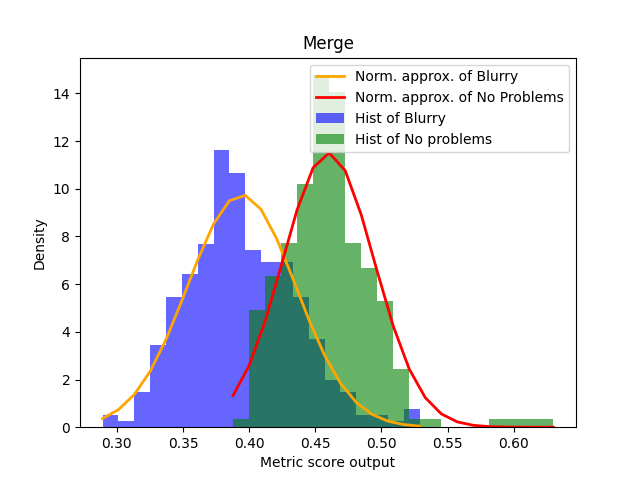 Merge
Norm. approx. of Blurry
Norm. approx. of No Problems
Hist of Blurry
Hist of No problems
Density
14
12
10
8
6
4
2
0
0.30 0.35 0.40 0.45 0.50 0.55 0.60
Metric score output